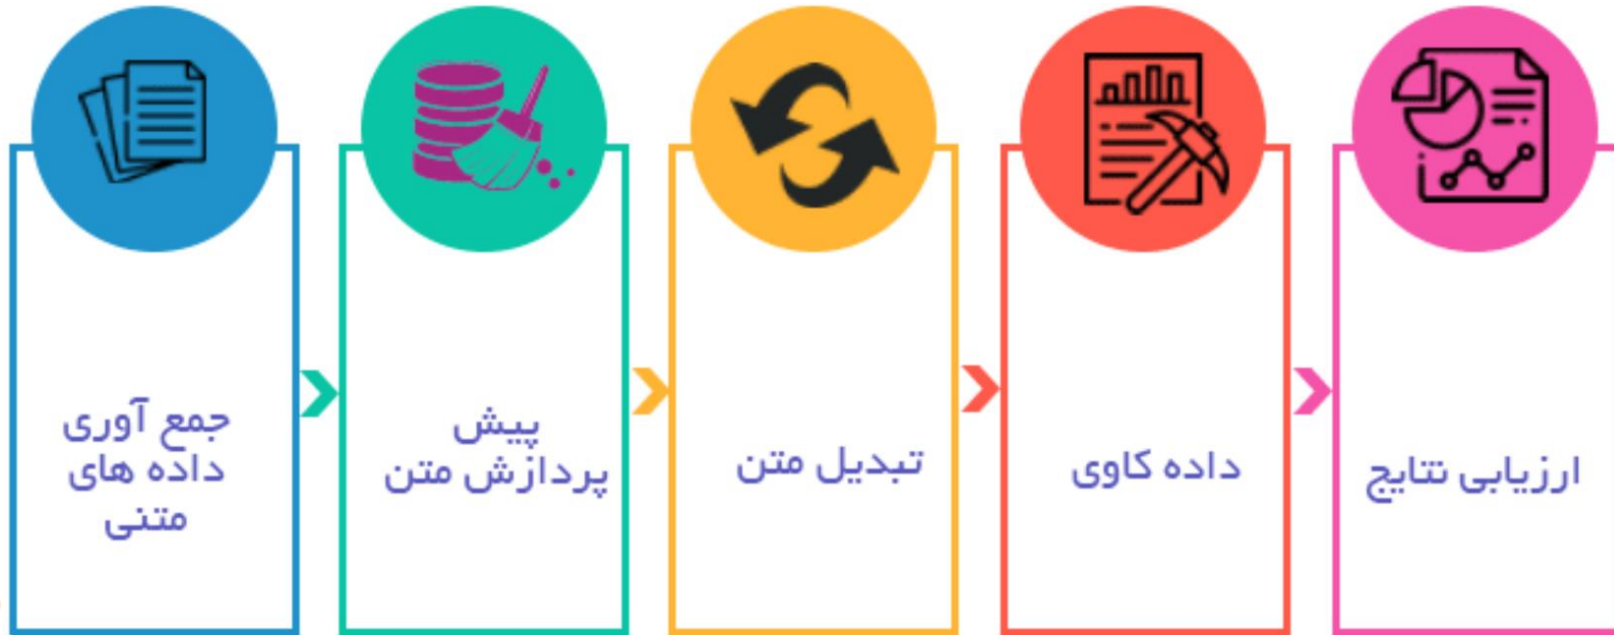 جمع آوری
داده های
متنی
پیش
پردازش متن
تبدیل متن
داده کاوی
ارزیابی نتایج